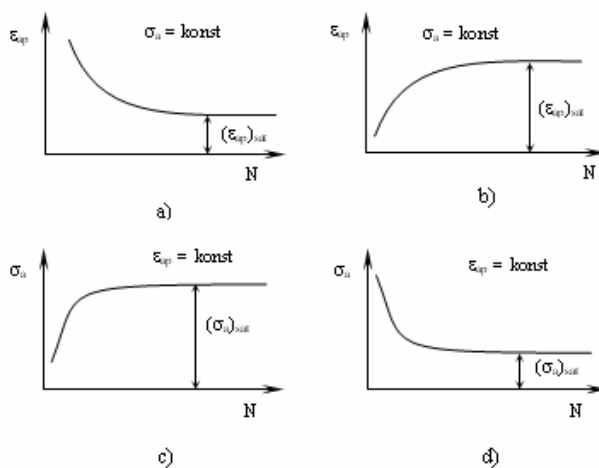 εap σa = konst
(εap)sat
N
a)
εap σa = konst
(εap)sat
N
b)
σa εap = konst
(σa)sat
N
c)
σa εap = konst
(σa)sat
N
d)